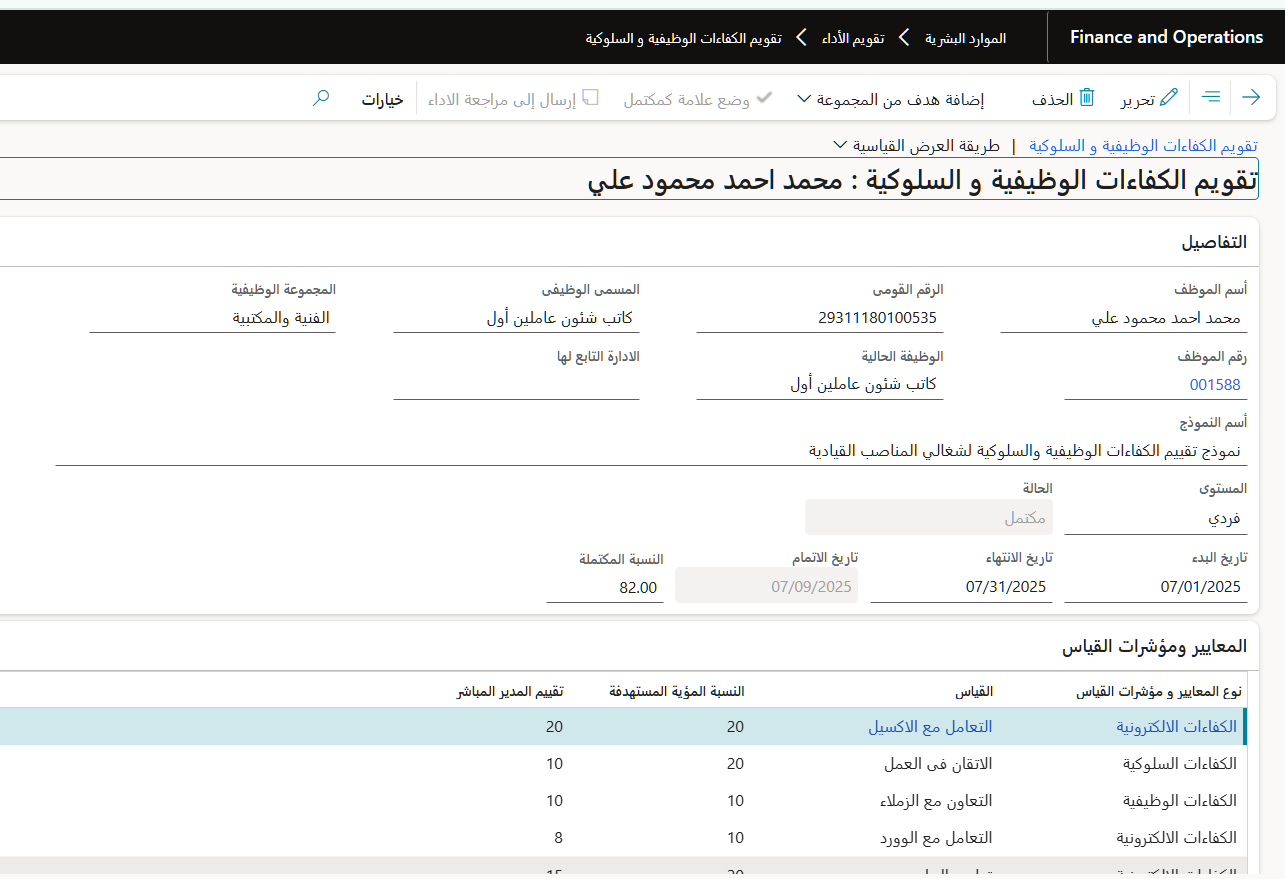 Finance and Operations
الموارد البشرية
تقويم الأداء
تقويم الكفاءات الوظيفية و السلوكية
تحرير
الحذف
إضافة هدف من المجموعة
وضع علامة كمكتمل
إرسال إلى مراجعة الاداء
خيارات
تقويم الكفاءات الوظيفية و السلوكية | طريقة العرض القياسية
تقويم الكفاءات الوظيفية و السلوكية : محمد احمد محمود علي
التفاصيل
أسم الموظف
محمد احمد محمود علي
الرقم القومى
29311180100535
المسمى الوظيفى
كاتب شئون عاملين أول
المجموعة الوظيفية
الفنية والمكتبية
رقم الموظف
001588
الوظيفة الحالية
كاتب شئون عاملين أول
الادارة التابع لها
أسم النموذج
نموذج تقييم الكفاءات الوظيفية والسلوكية لشغالي المناصب القيادية
المستوى
فردي
الحالة
مكتمل
تاريخ البدء
07/01/2025
تاريخ الانتهاء
07/31/2025
تاريخ الاتمام
07/09/2025
النسبة المكتملة
82.00
المعايير ومؤشرات القياس
نوع المعايير و مؤشرات القياس القياس النسبة المؤية المستهدفة تقييم المدير المباشر
الكفاءات الالكترونية التعامل مع الاكسيل 20 20
الكفاءات السلوكية الاتقان فى العمل 20 10
الكفاءات الوظيفية التعاون مع الزملاء 10 10
الكفاءات الالكترونية التعامل مع الوورد 10 8